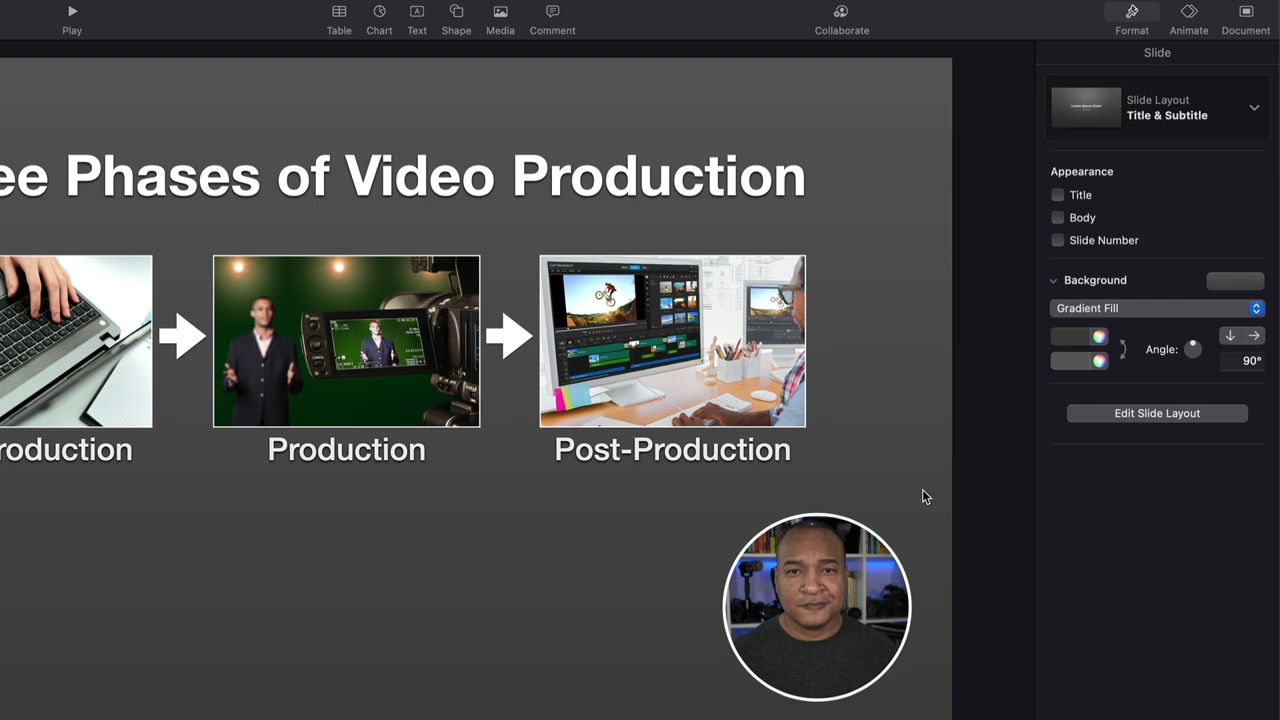 Play
Table
Chart
Text
Shape
Media
Comment
Collaborate
Format
Animate
Document
Slide
Slide Layout
Title & Subtitle
Appearance
Title
Body
Slide Number
Background
Gradient Fill
Angle:
90°
Edit Slide Layout
ee Phases of Video Production
roduction
Production
Post-Production